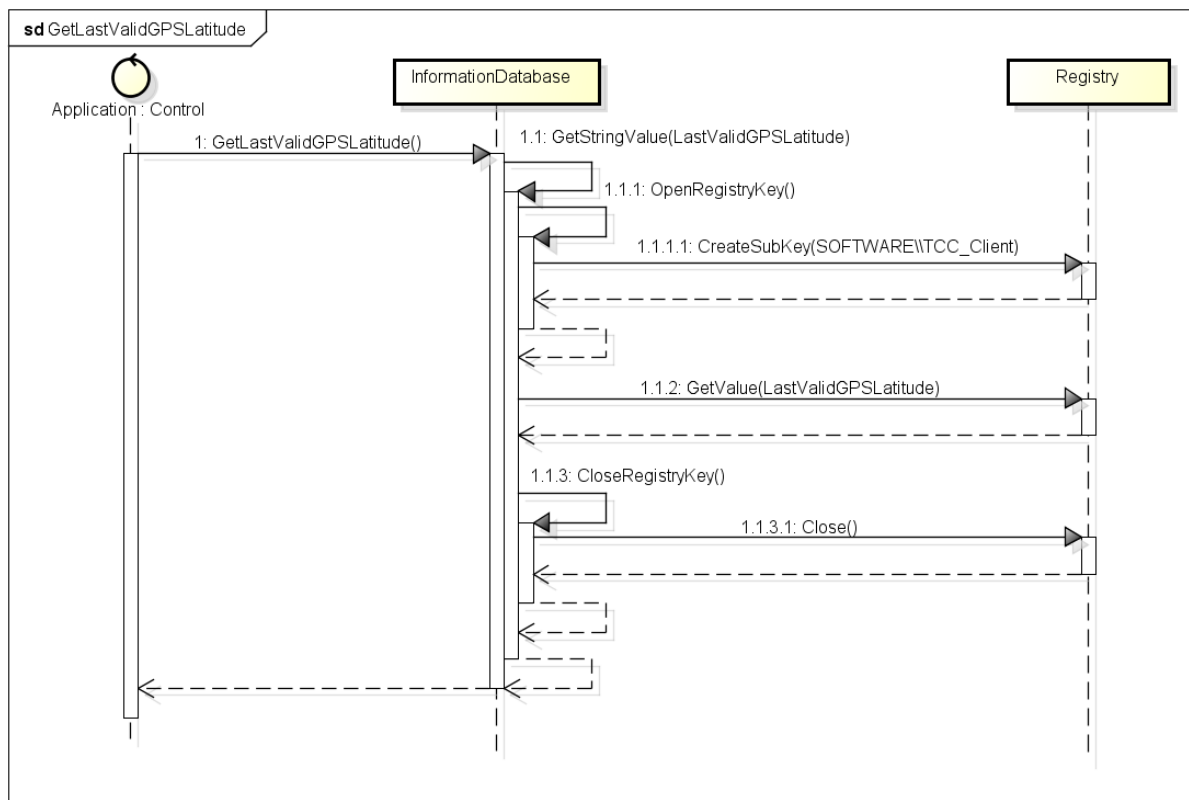 sd GetLastValidGPSLatitude
Application : Control
InformationDatabase
Registry
1: GetLastValidGPSLatitude()
1.1: GetStringValue(LastValidGPSLatitude)
1.1.1: OpenRegistryKey()
1.1.1.1: CreateSubKey(SOFTWARE\\TCC_Client)
1.1.2: GetValue(LastValidGPSLatitude)
1.1.3: CloseRegistryKey()
1.1.3.1: Close()